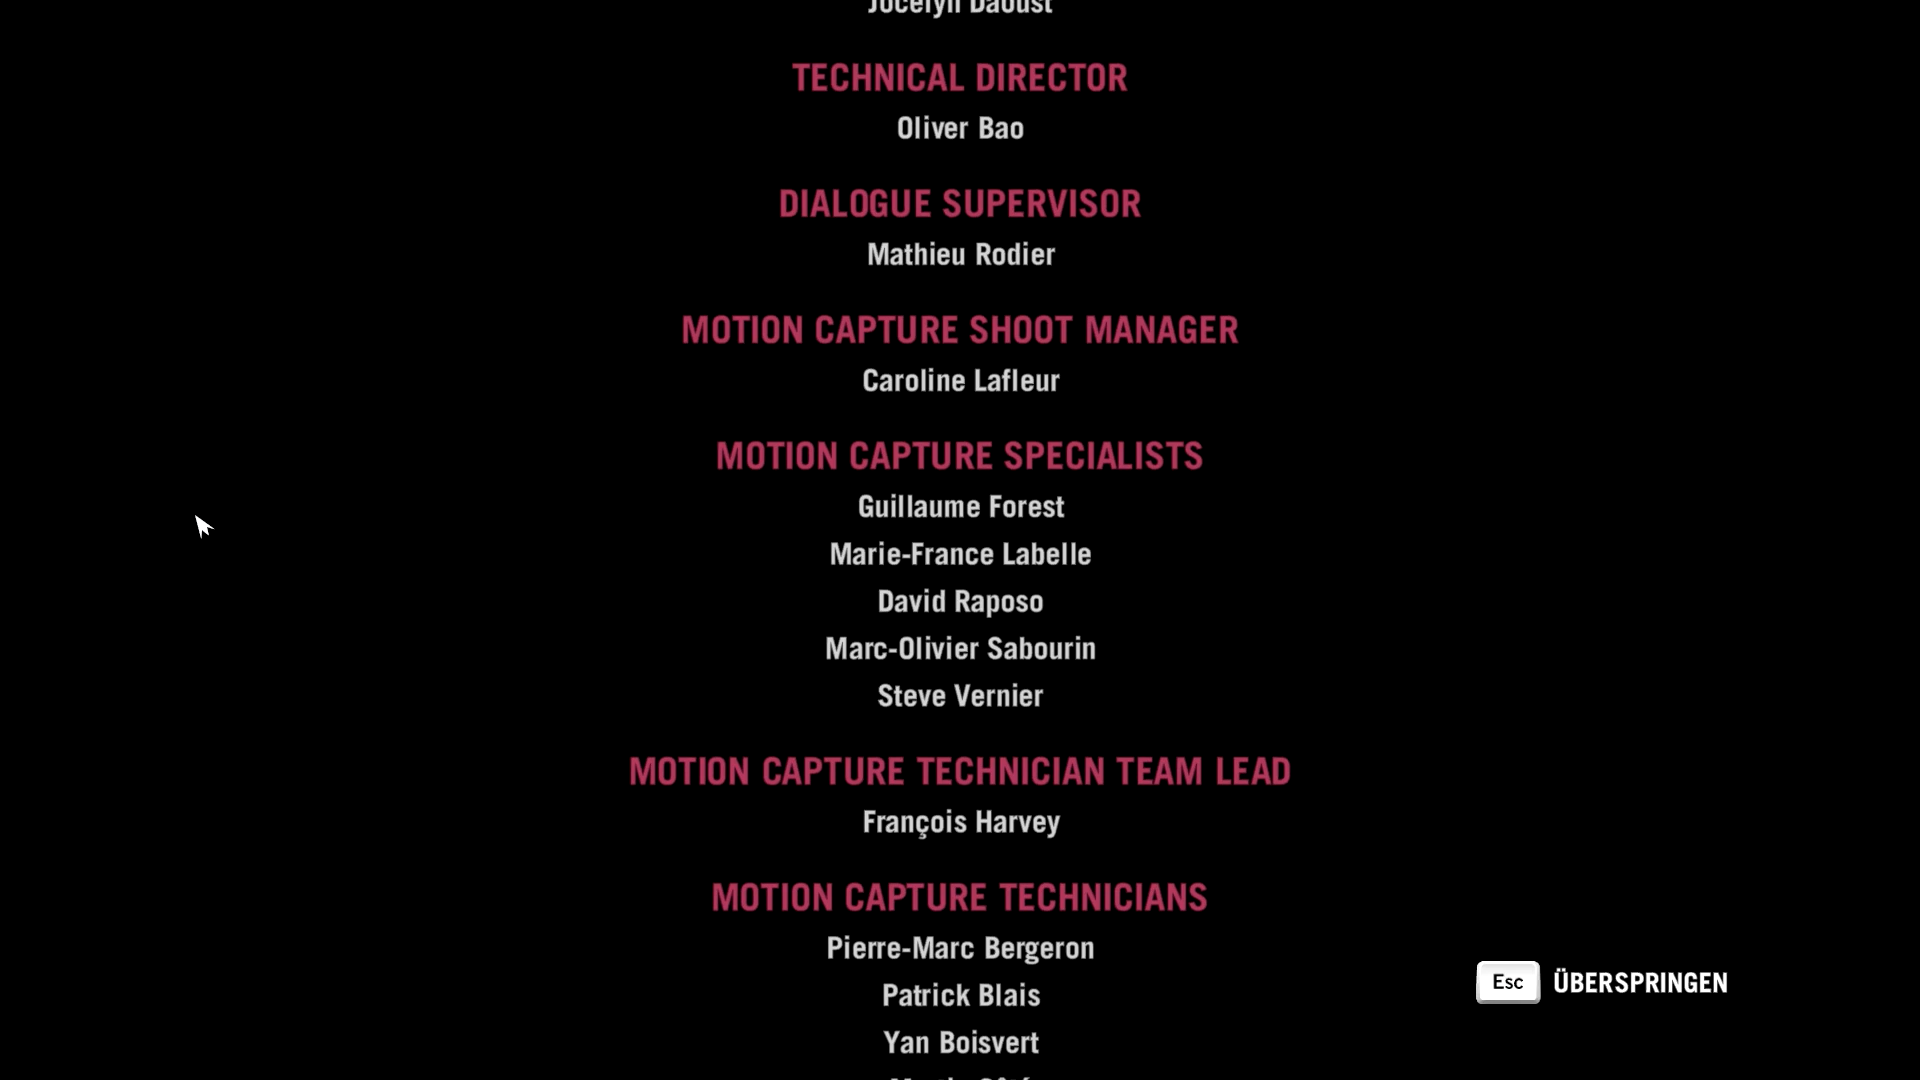 Jocelyn Daoust
TECHNICAL DIRECTOR
Oliver Bao
DIALOGUE SUPERVISOR
Mathieu Rodier
MOTION CAPTURE SHOOT MANAGER
Caroline Lafleur
MOTION CAPTURE SPECIALISTS
Guillaume Forest
Marie-France Labelle
David Raposo
Marc-Olivier Sabourin
Steve Vernier
MOTION CAPTURE TECHNICIAN TEAM LEAD
François Harvey
MOTION CAPTURE TECHNICIANS
Pierre-Marc Bergeron
Patrick Blais
Esc ÜBERSPRINGEN
Yan Boisvert